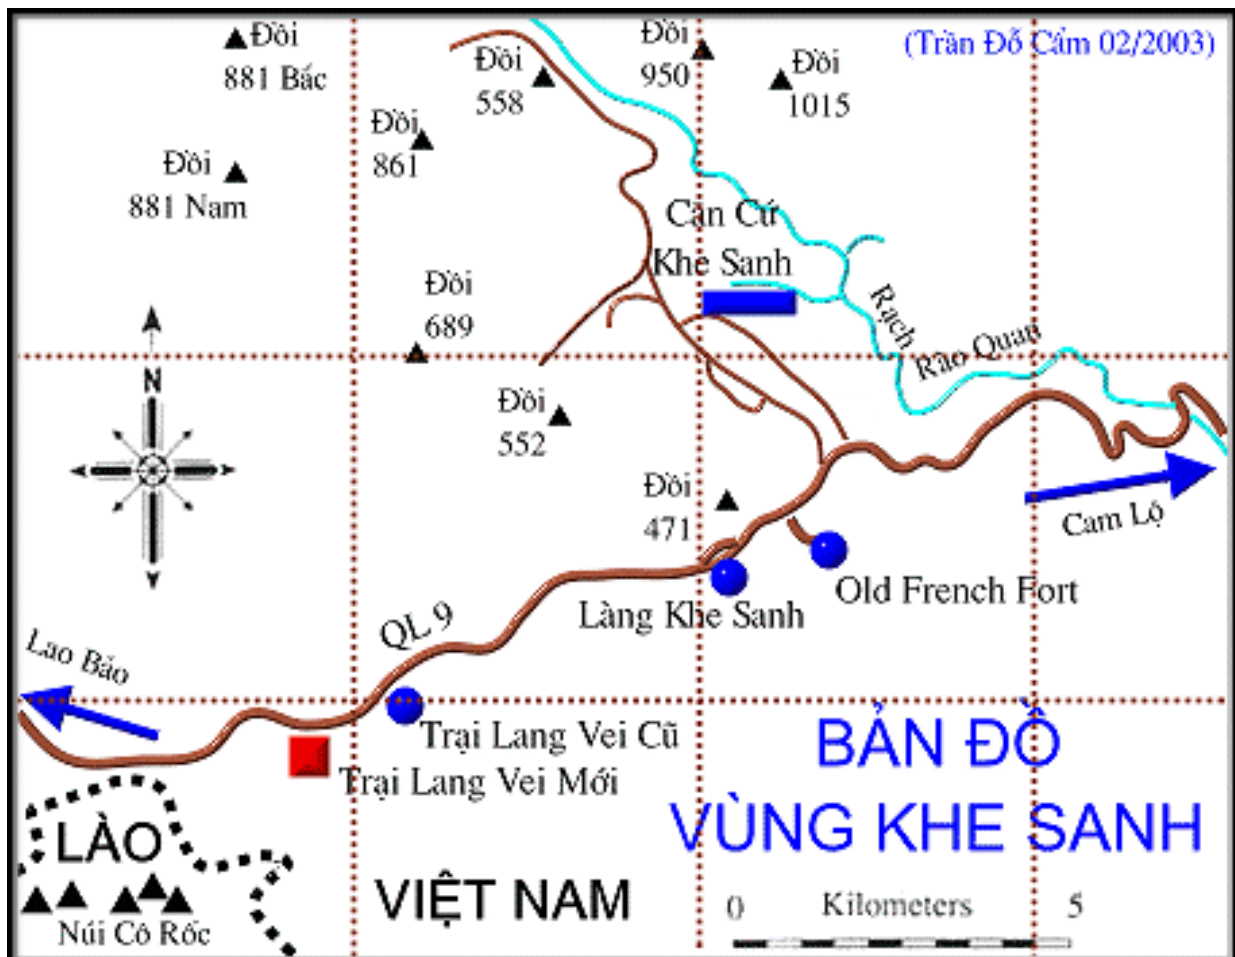 Đồi
881 Bắc
Đồi
558
Đồi
950
Đồi
1015
(Trần Đỗ Cẩm 02/2003)
Đồi
861
Đồi
881 Nam
Căn Cứ
Khe Sanh
Đồi
689
Rạch
Rào Quan
N
Đồi
552
Đồi
471
Cam Lộ
Old French Fort
Làng Khe Sanh
QL 9
Lao Bảo
Trại Lang Vei Cũ
Trại Lang Vei Mới
BẢN ĐỒ
VÙNG KHE SANH
LÀO
Núi Cô Rốc
VIỆT NAM
0 Kilometers 5